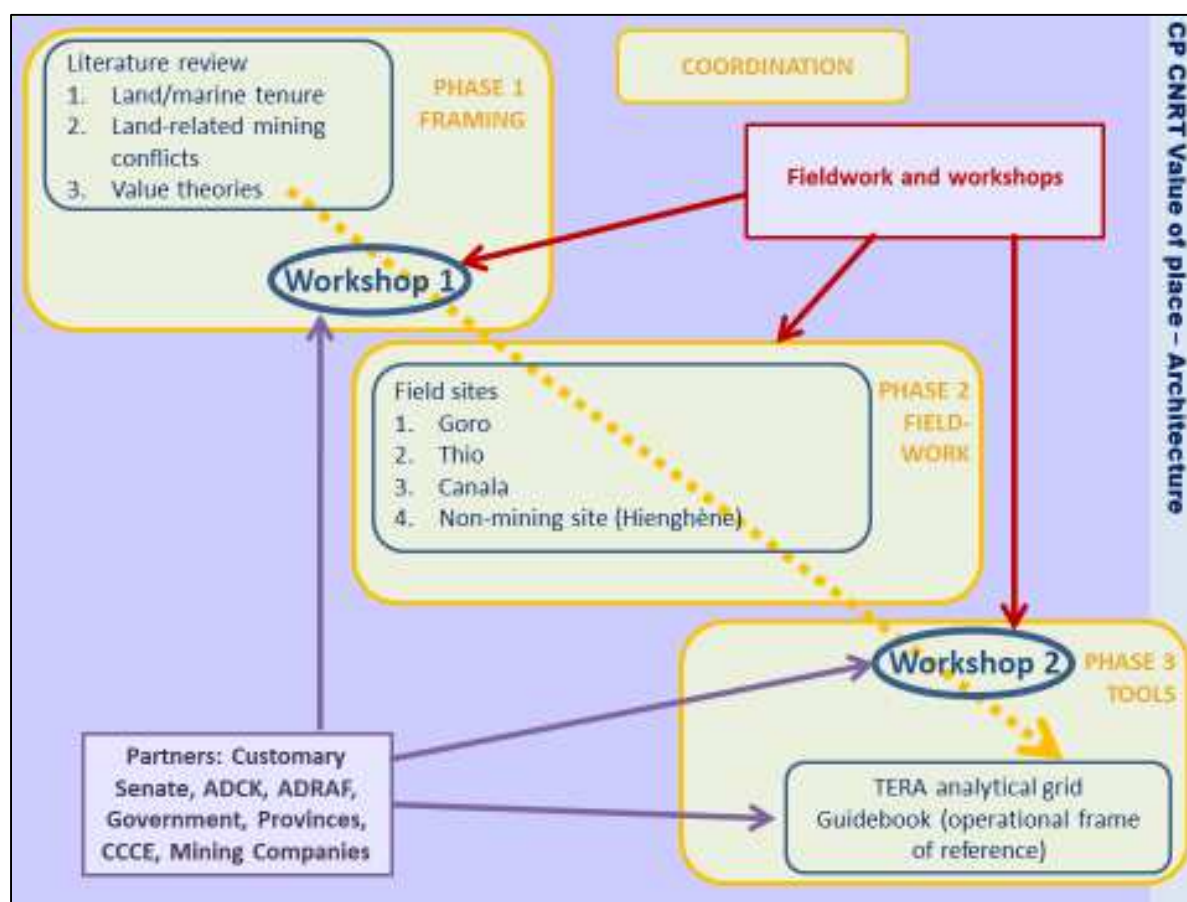 Literature review
1. Land/marine tenure
2. Land-related mining
conflicts
3. Value theories
PHASE 1
FRAMING
COORDINATION
Fieldwork and workshops
Workshop 1
Field sites
1. Goro
2. Thio
3. Canala
4. Non-mining site (Hienghène)
PHASE 2
FIELD-
WORK
Workshop 2
PHASE 3
TOOLS
Partners: Customary
Senate, ADCK, ADRAF,
Government, Provinces,
CCCE, Mining Companies
TERA analytical grid
Guidebook (operational frame
of reference)
CP CNRT Value of place – Architecture